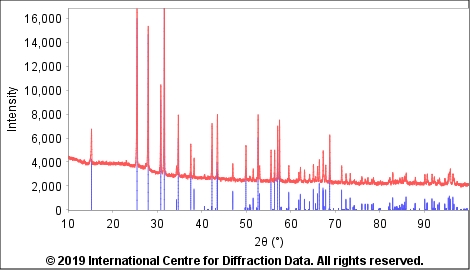 16,000
14,000
12,000
10,000
8,000
6,000
4,000
2,000
0
Intensity
10 20 30 40 50 60 70 80 90
2θ (°)
© 2019 International Centre for Diffraction Data. All rights reserved.